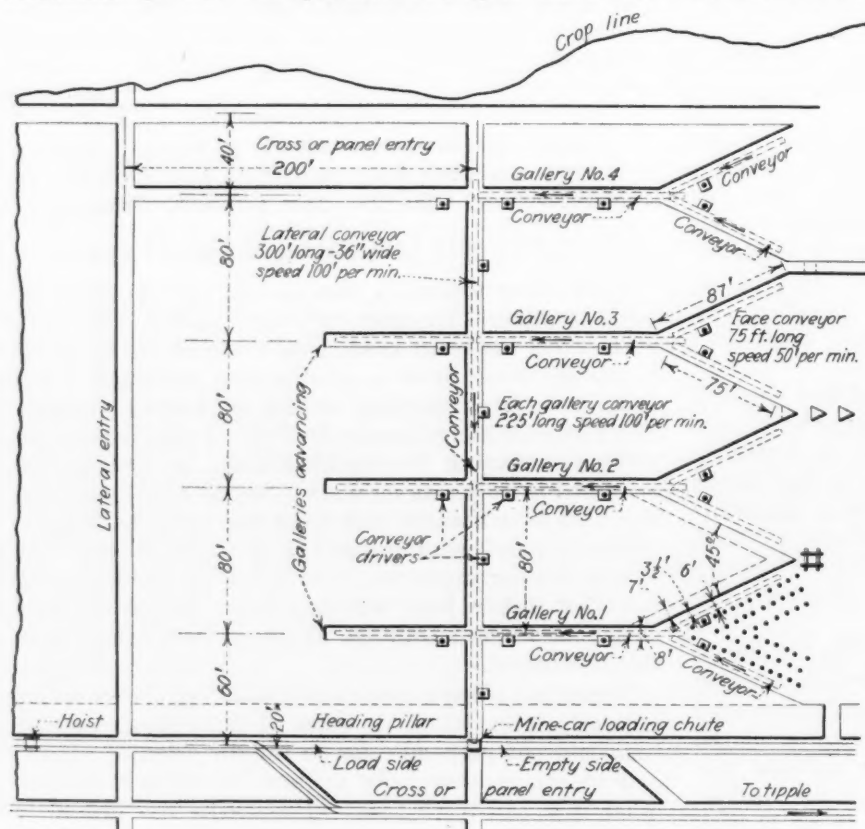 Crop line
40'
Cross or panel entry
200'
Gallery No.4
Conveyor
Conveyor
Conveyor
80'
Lateral conveyor
300' long-36" wide
speed 100' per min.
87'
Gallery No.3
Conveyor
Face conveyor
75 ft. long
speed 50' per min.
75'
Lateral entry
Galleries advancing
80'
Conveyor
Each gallery conveyor
225' long speed 100' per min.
Gallery No.2
Conveyor
Conveyor
drivers
80'
80'
45°
3½'
6'
7'
Gallery No.1
Conveyor
8'
Conveyor
60'
Hoist
20"
Heading pillar
Mine-car loading chute
Load side
Empty side
Cross or
panel entry
To tipple